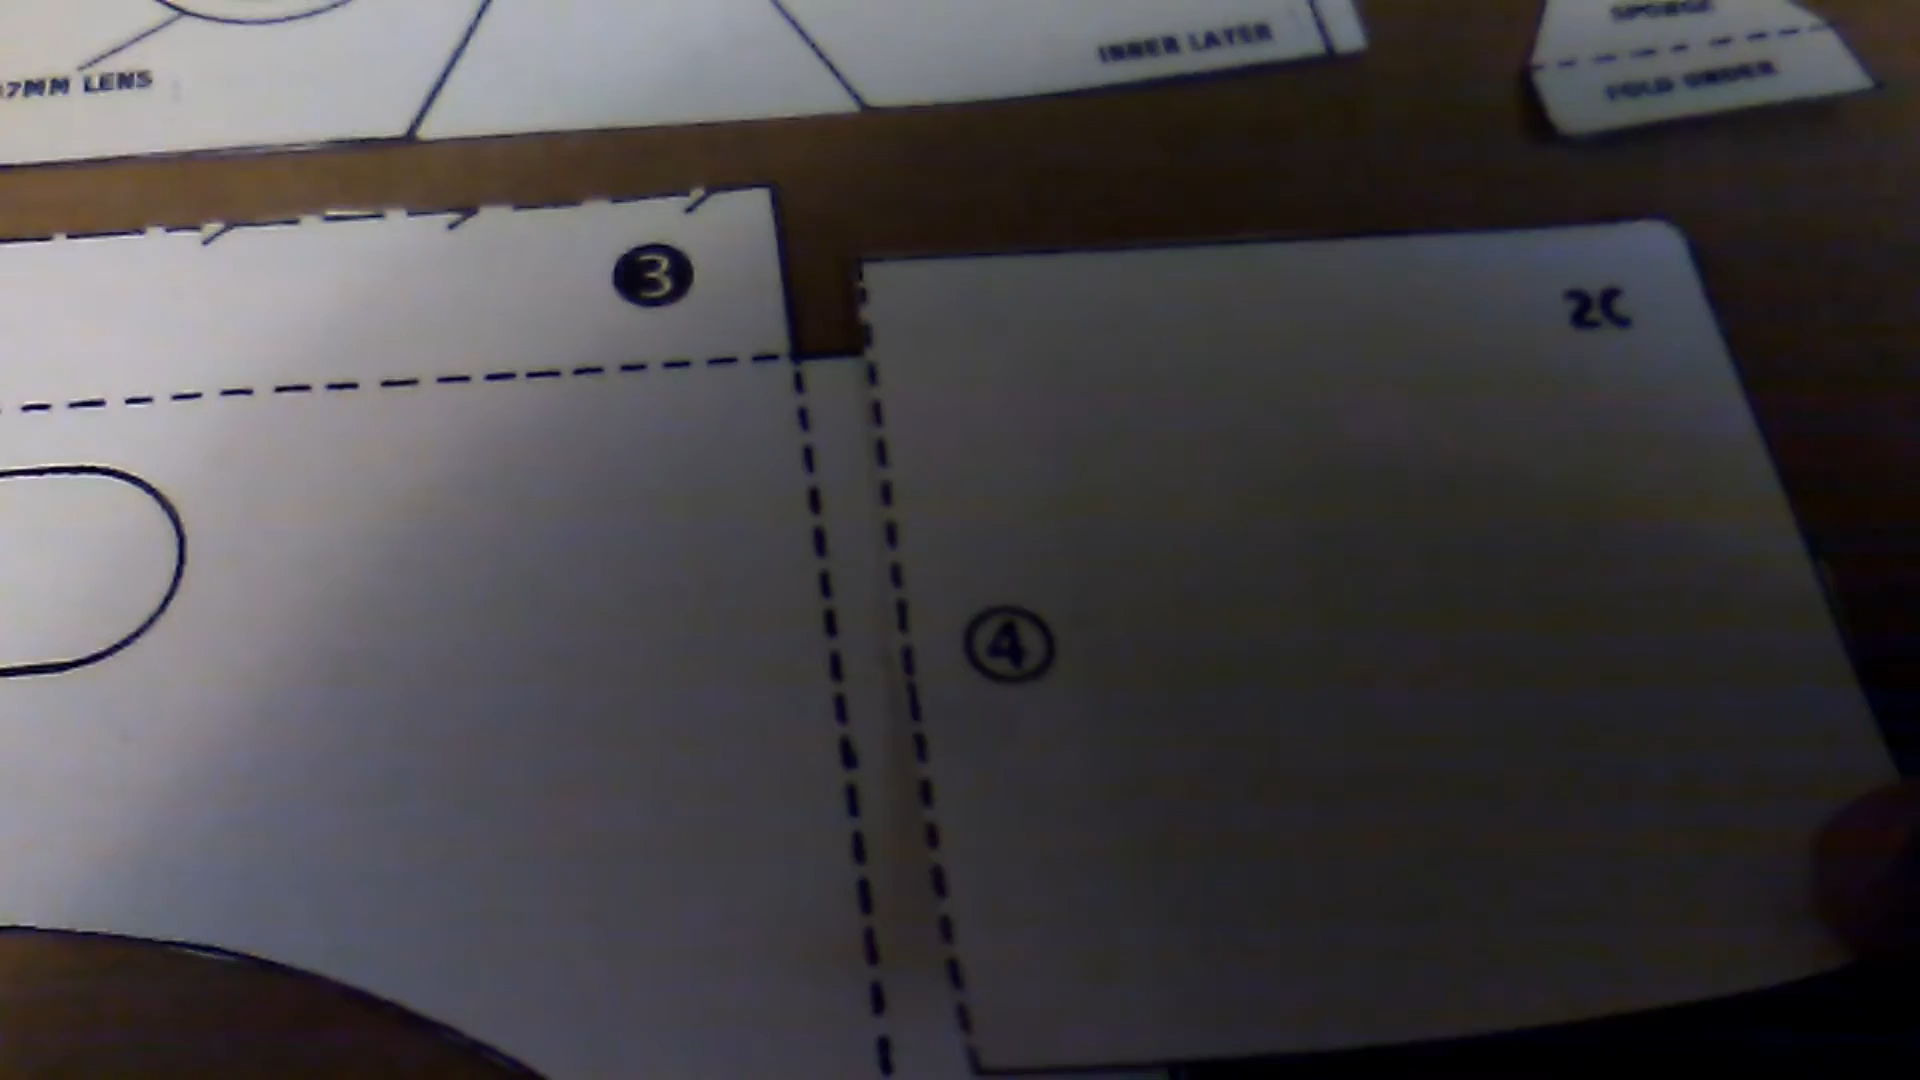 7MM LENS
INNER LAYER
SPONGE
FOLD UNDER
3
2C
4